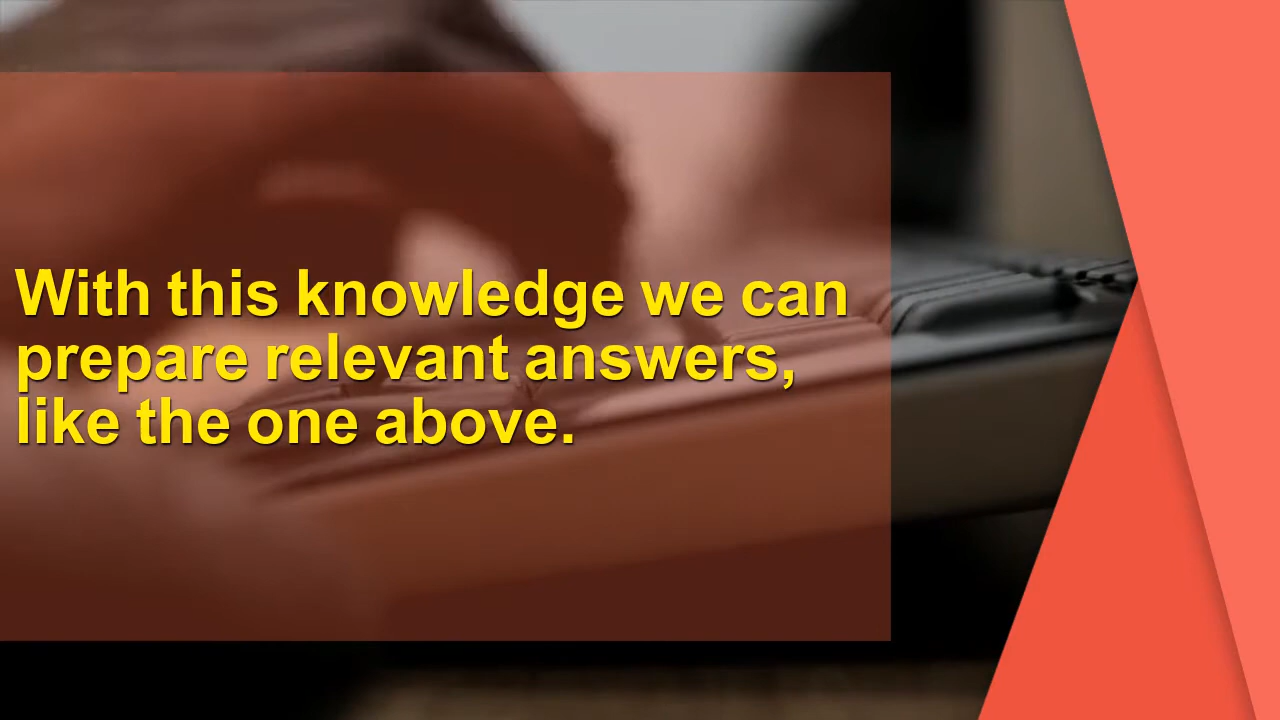 With this knowledge we can
prepare relevant answers,
like the one above.